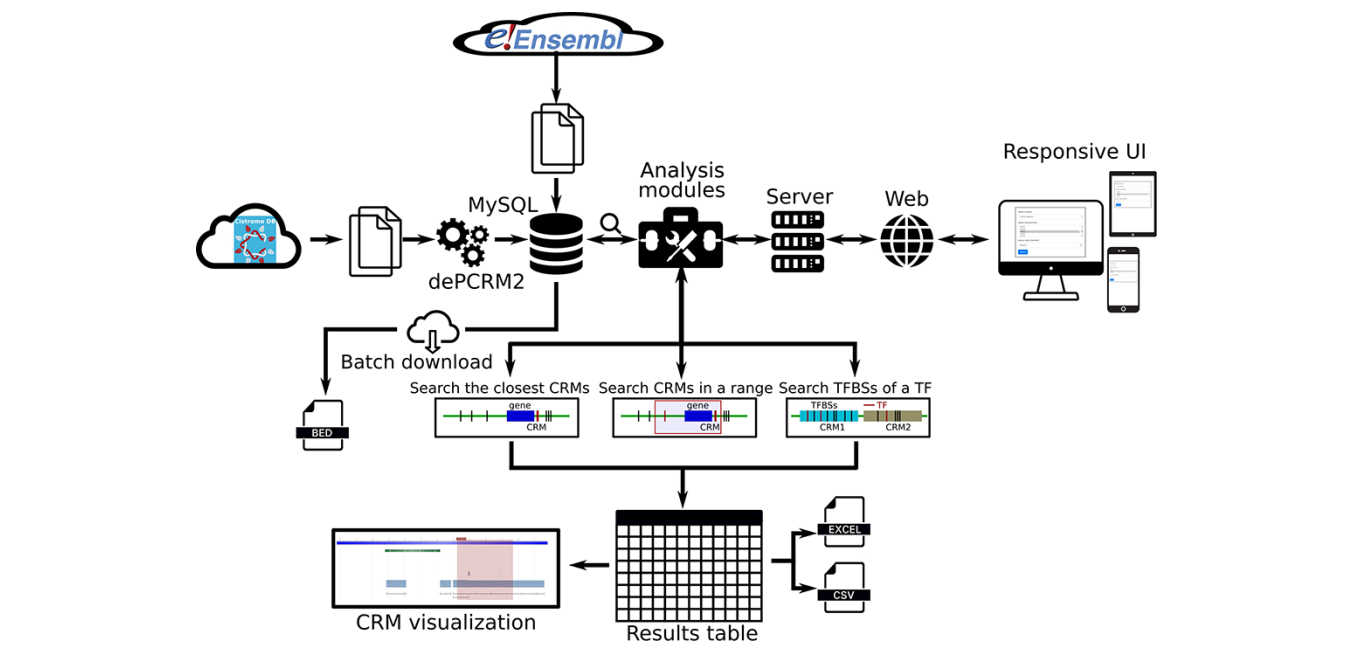 e!Ensembl
Responsive UI
Analysis
modules
Server
Web
MySQL
Cistrome DB
dePCRM2
Batch download
Search the closest CRMs
Search CRMs in a range
Search TFBSs of a TF
gene
CRM
gene
CRM
TFBSs
TF
CRM1
CRM2
BED
EXCEL
CSV
CRM visualization
Results table